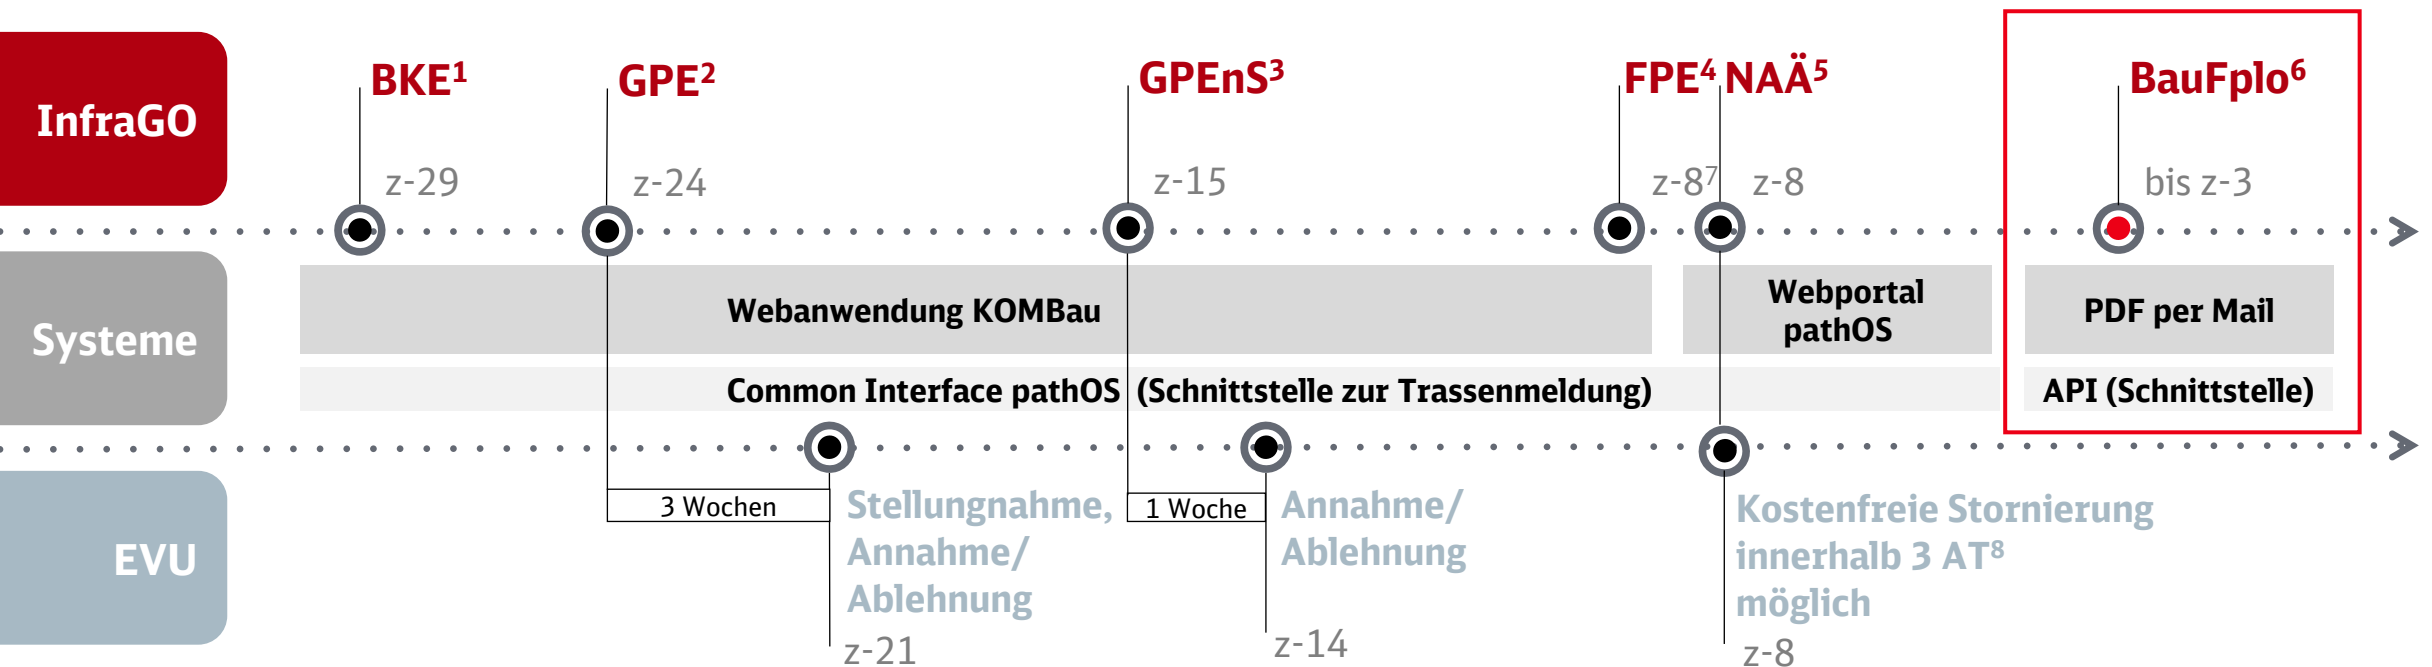 InfraGO
BKE¹
GPE²
GPEnS³
FPE⁴ NAÄ⁵
BauFplo⁶
z-29
z-24
z-15
z-8⁷
z-8
bis z-3
Systeme
Webanwendung KOMBau
Webportal
pathOS
PDF per Mail
Common Interface pathOS (Schnittstelle zur Trassenmeldung)
API (Schnittstelle)
EVU
3 Wochen
Stellungnahme,
Annahme/
Ablehnung
z-21
1 Woche
Annahme/
Ablehnung
z-14
Kostenfreie Stornierung
innerhalb 3 AT⁸
möglich
z-8